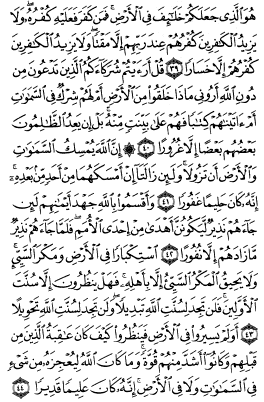 هُوَ الَّذِي جَعَلَكُمْ خَلَـٰٓئِفَ فِي الْأَرْضِ ۚ فَمَن كَفَرَ فَعَلَيْهِ كُفْرُهُ ۖ وَلَا
يَزِيدُ الْكَـٰفِرِينَ كُفْرُهُمْ عِندَ رَبِّهِمْ إِلَّا مَقْتًا ۖ وَلَا يَزِيدُ الْكَـٰفِرِينَ
كُفْرُهُمْ إِلَّا خَسَارًا ٣٩ قُلْ أَرَءَيْتُمْ شُرَكَآءَكُمُ الَّذِينَ تَدْعُونَ مِن
دُونِ اللَّهِ أَرُونِي مَاذَا خَلَقُوا مِنَ الْأَرْضِ أَمْ لَهُمْ شِرْكٌ فِي السَّمَـٰوَٰتِ
أَمْ ءَاتَيْنَـٰهُمْ كِتَـٰبًا فَهُمْ عَلَىٰ بَيِّنَتٍ مِّنْهُ ۚ بَلْ إِن يَعِدُ الظَّـٰلِمُونَ
بَعْضُهُم بَعْضًا إِلَّا غُرُورًا ٤٠ ۞ إِنَّ اللَّهَ يُمْسِكُ السَّمَـٰوَٰتِ
وَالْأَرْضَ أَن تَزُولَا ۚ وَلَئِن زَالَتَآ إِنْ أَمْسَكَهُمَا مِنْ أَحَدٍ مِّنۢ بَعْدِهِ ۚ
إِنَّهُ كَانَ حَلِيمًا غَفُورًا ٤١ وَأَقْسَمُوا بِاللَّهِ جَهْدَ أَيْمَـٰنِهِمْ لَئِن
جَآءَهُمْ نَذِيرٌ لَّيَكُونُنَّ أَهْدَىٰ مِنْ إِحْدَى الْأُمَمِ ۖ فَلَمَّا جَآءَهُمْ نَذِيرٌ
مَّا زَادَهُمْ إِلَّا نُفُورًا ٤٢ اسْتِكْبَارًا فِي الْأَرْضِ وَمَكْرَ السَّيِّئِ ۚ
وَلَا يَحِيقُ الْمَكْرُ السَّيِّئُ إِلَّا بِأَهْلِهِ ۚ فَهَلْ يَنظُرُونَ إِلَّا سُنَّتَ
الْأَوَّلِينَ ۚ فَلَن تَجِدَ لِسُنَّتِ اللَّهِ تَبْدِيلًا ۖ وَلَن تَجِدَ لِسُنَّتِ اللَّهِ تَحْوِيلًا
٤٣ أَوَلَمْ يَسِيرُوا فِي الْأَرْضِ فَيَنظُرُوا كَيْفَ كَانَ عَـٰقِبَةُ الَّذِينَ مِن
قَبْلِهِمْ وَكَانُوٓا أَشَدَّ مِنْهُمْ قُوَّةً ۚ وَمَا كَانَ اللَّهُ لِيُعْجِزَهُ مِن شَيْءٍ
فِي السَّمَـٰوَٰتِ وَلَا فِي الْأَرْضِ ۚ إِنَّهُ كَانَ عَلِيمًا قَدِيرًا ٤٤